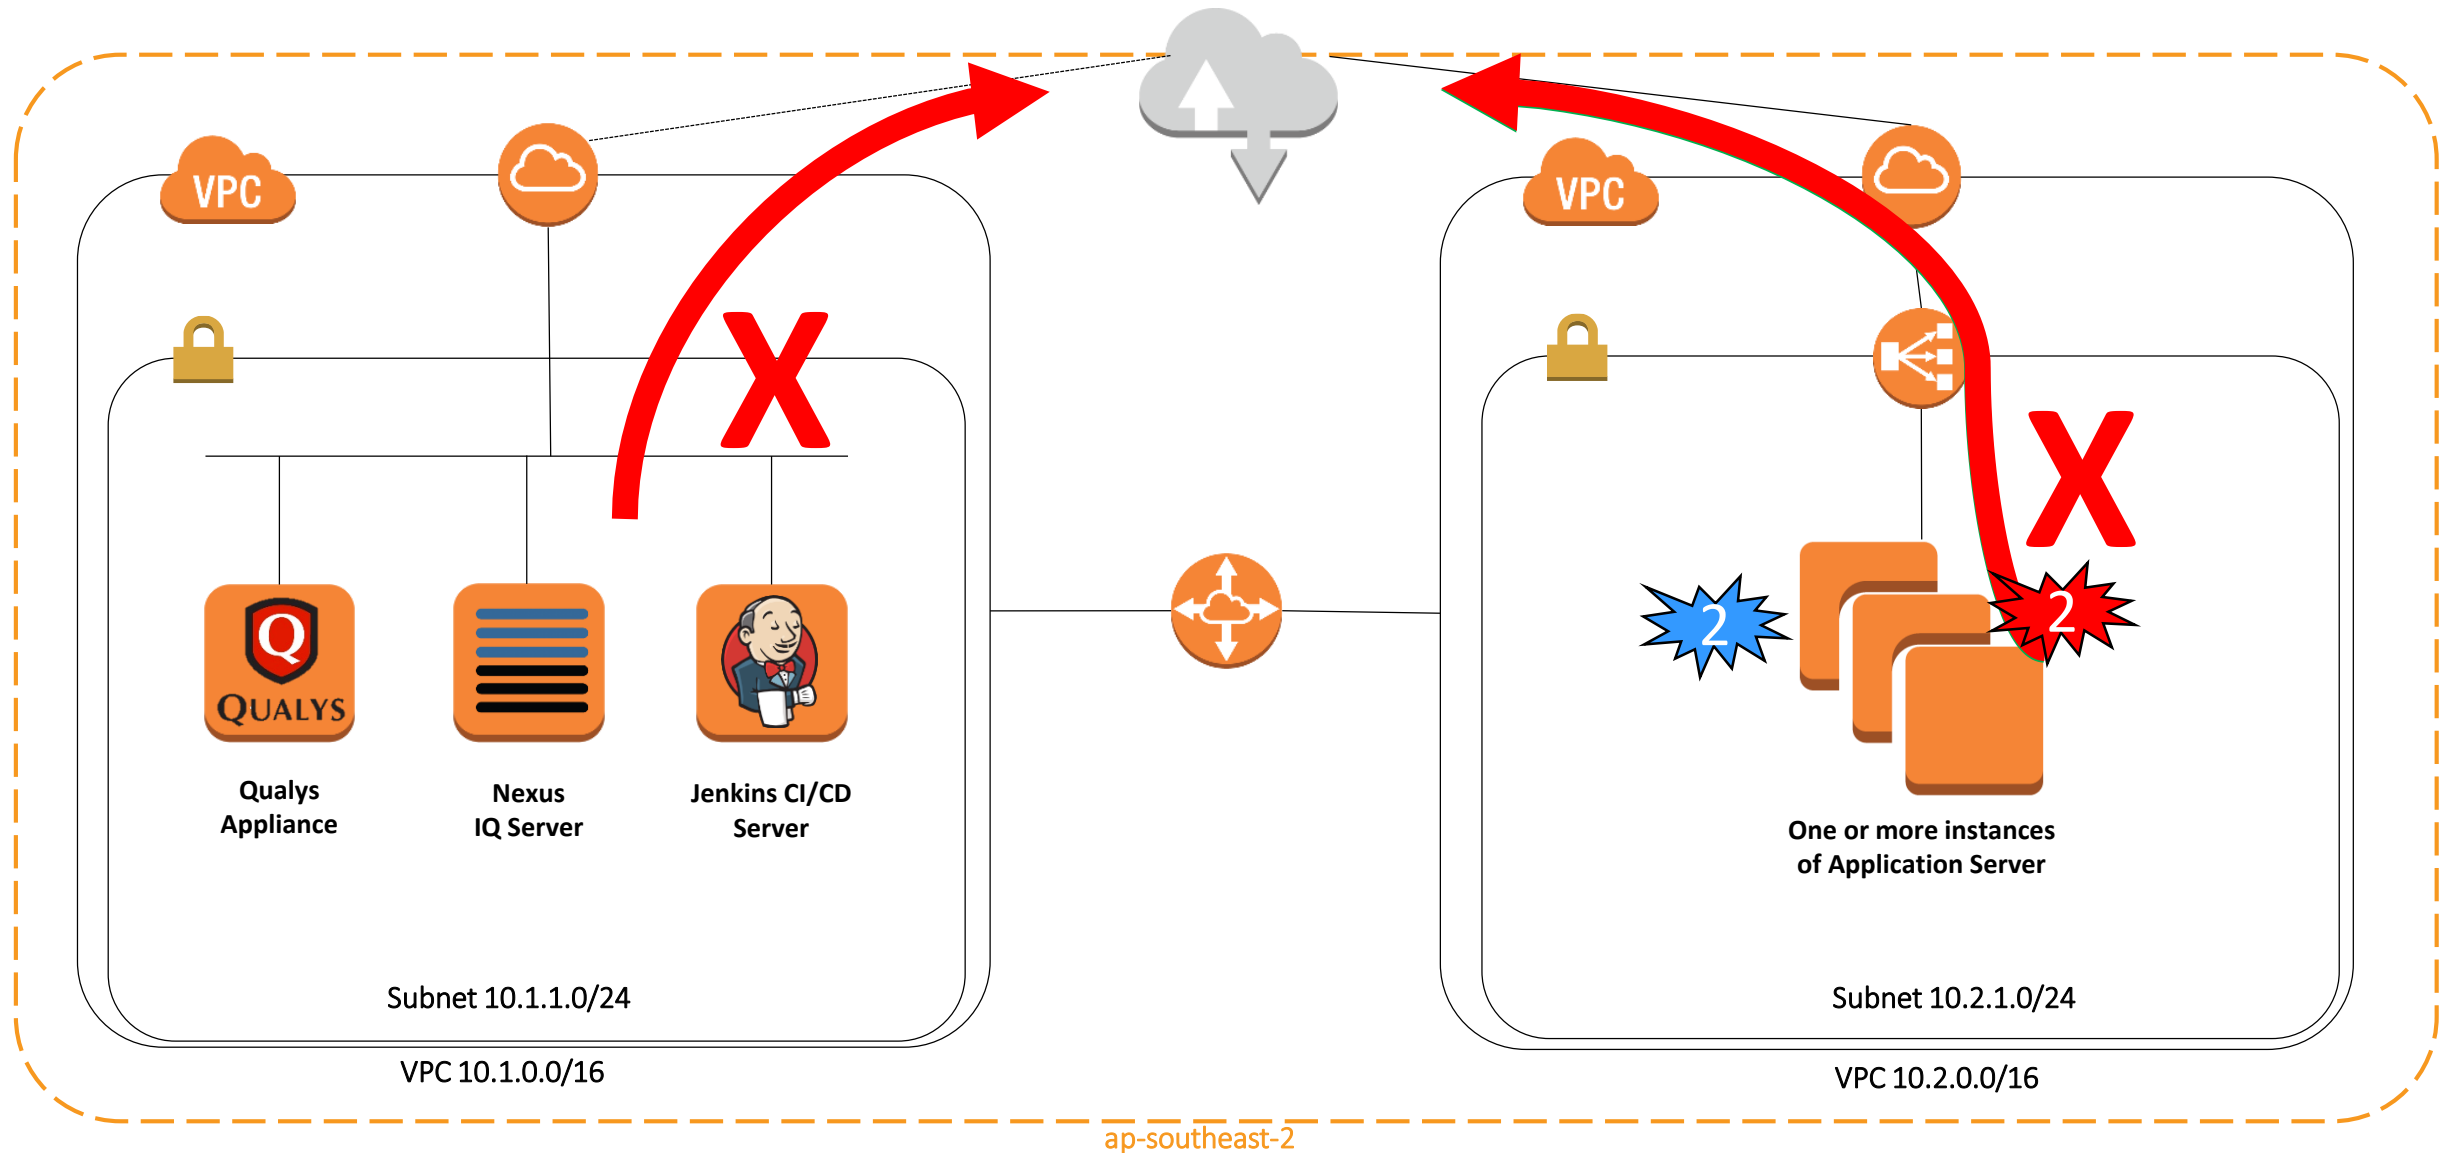 VPC
VPC
X
X
2
2
Q
QUALYS
Qualys
Appliance
Nexus
IQ Server
Jenkins CI/CD
Server
One or more instances
of Application Server
Subnet 10.1.1.0/24
Subnet 10.2.1.0/24
VPC 10.1.0.0/16
VPC 10.2.0.0/16
ap-southeast-2